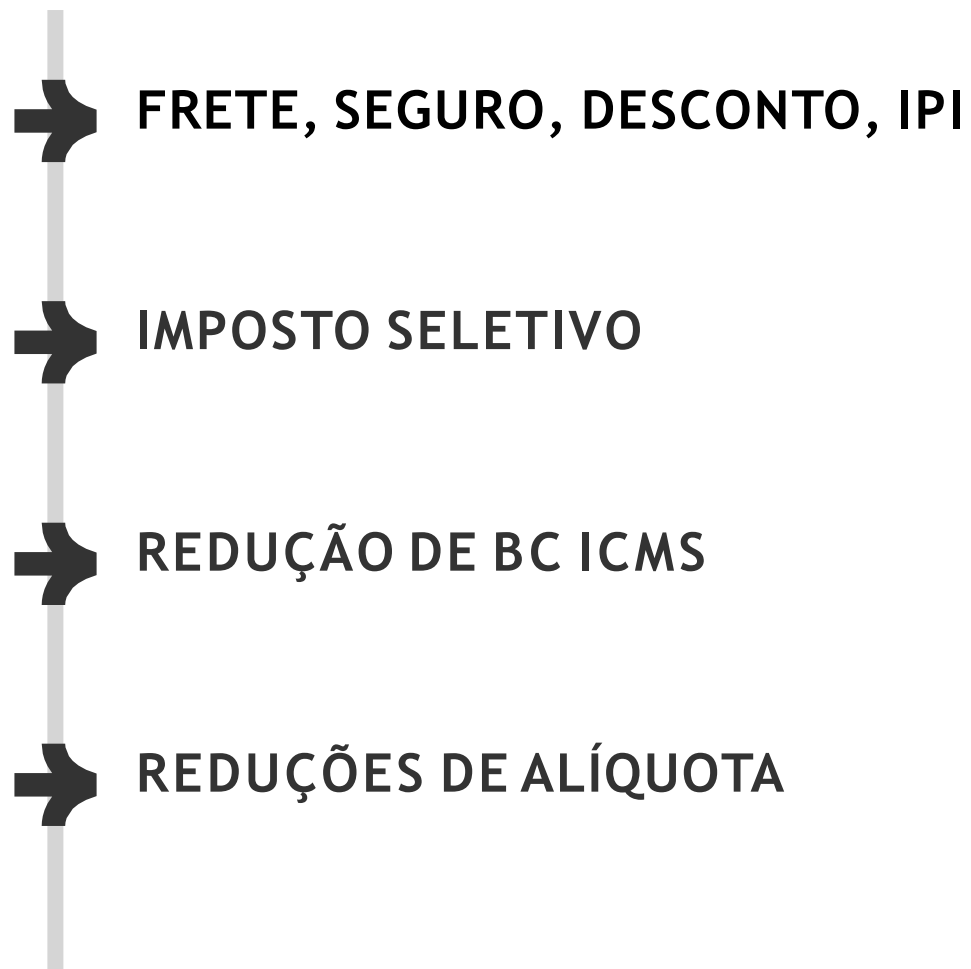 FRETE, SEGURO, DESCONTO, IPI
IMPOSTO SELETIVO
REDUÇÃO DE BC ICMS
REDUÇÕES DE ALÍQUOTA